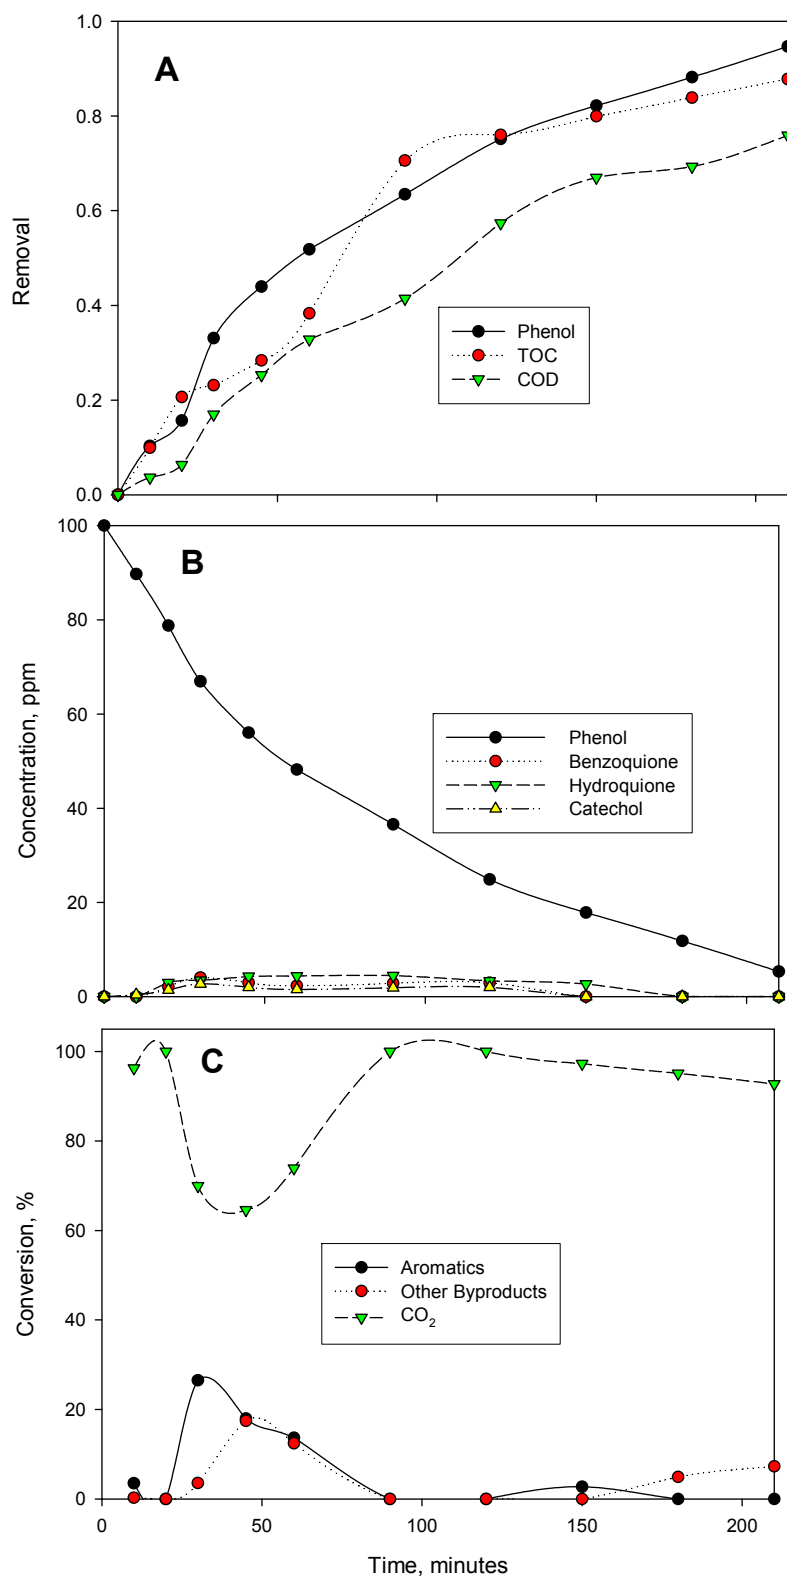 1.0
A
0.8
0.6
Removal
0.4
Phenol
TOC
COD
0.2
0.0
100
B
80
60
Concentration, ppm
Phenol
Benzoquione
Hydroquione
Catechol
40
20
0
100
C
80
60
Conversion, %
Aromatics
Other Byproducts
CO₂
40
20
0
0 50 100 150 200
Time, minutes